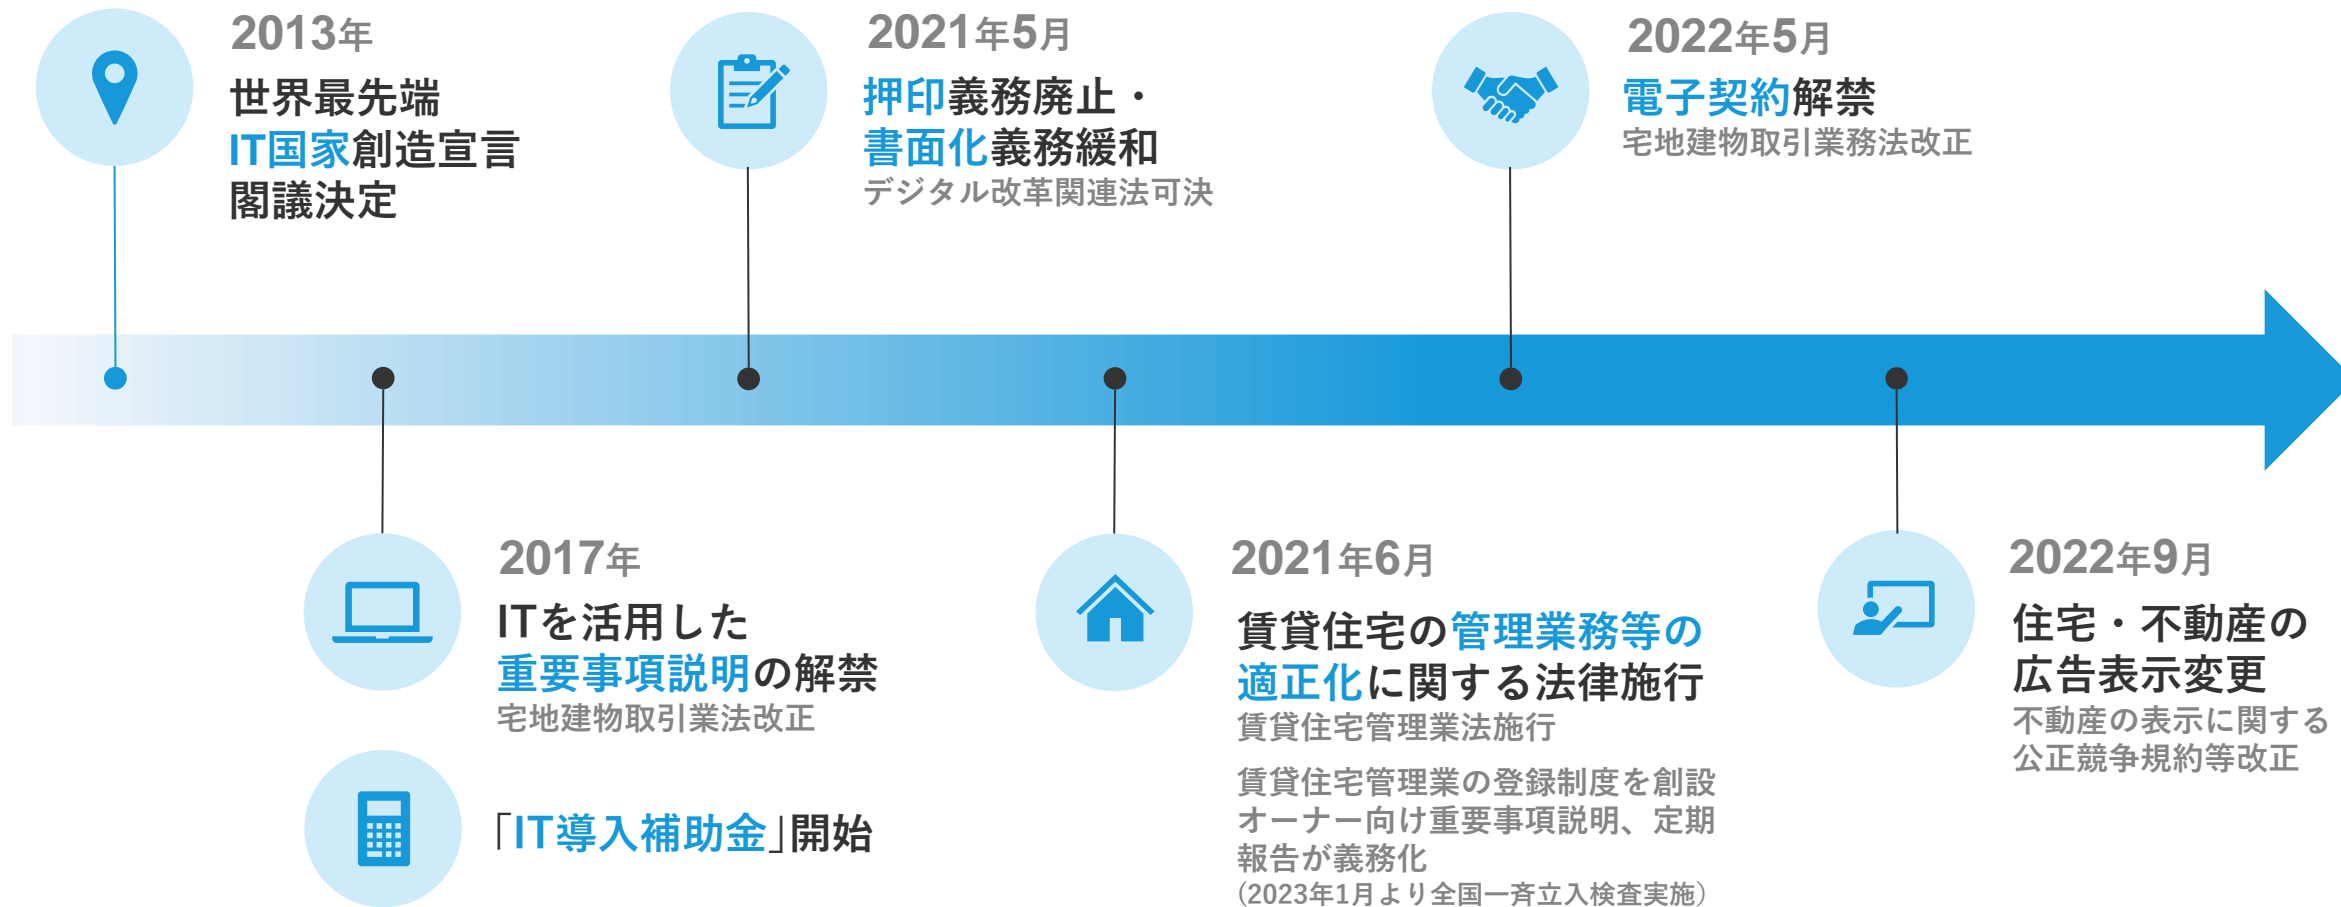 2013年
世界最先端
IT国家創造宣言
閣議決定
2021年5月
押印義務廃止・
書面化義務緩和
デジタル改革関連法可決
2022年5月
電子契約解禁
宅地建物取引業務法改正
2017年
ITを活用した
重要事項説明の解禁
宅地建物取引業法改正
「IT導入補助金」開始
2021年6月
賃貸住宅の管理業務等の
適正化に関する法律施行
賃貸住宅管理業法施行
賃貸住宅管理業の登録制度を創設
オーナー向け重要事項説明、定期
報告が義務化
(2023年1月より全国一斉立入検査実施)
2022年9月
住宅・不動産の
広告表示変更
不動産の表示に関する
公正競争規約等改正